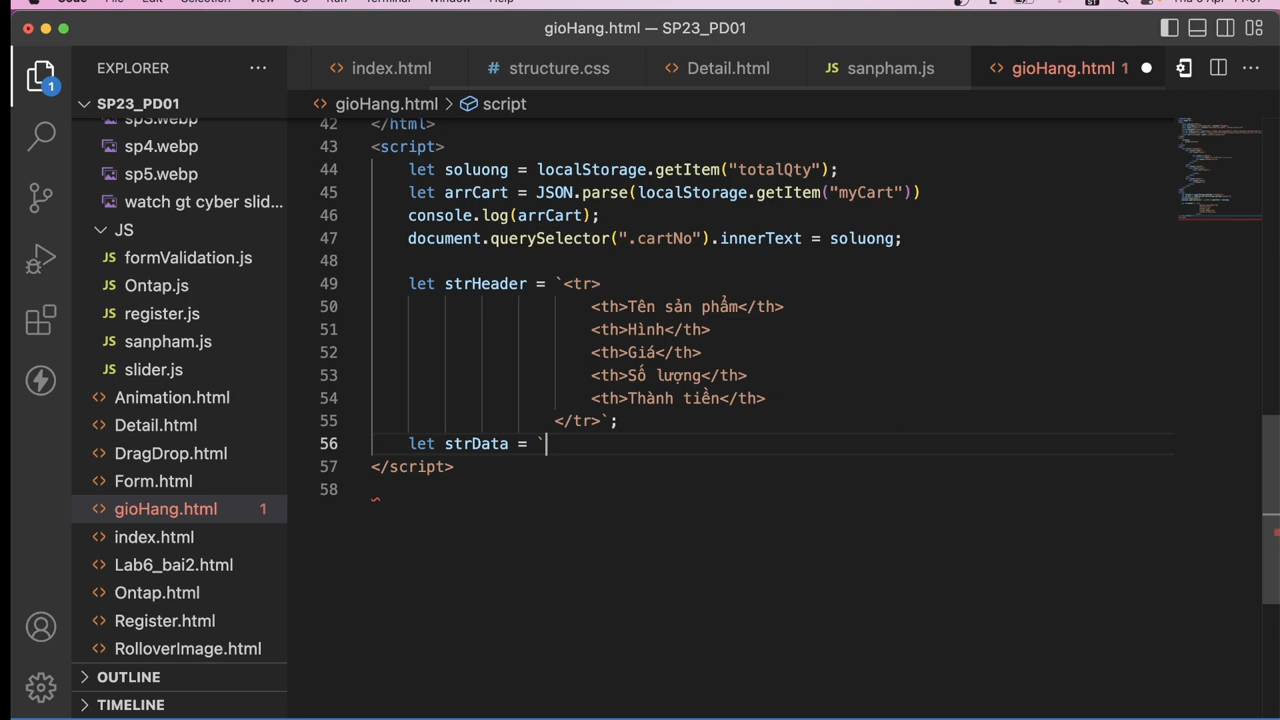 gioHang.html — SP23_PD01
EXPLORER
index.html
structure.css
Detail.html
sanpham.js
gioHang.html 1
SP23_PD01
gioHang.html > script
sp3.webp
sp4.webp
sp5.webp
watch gt cyber slid...
JS
formValidation.js
Ontap.js
register.js
sanpham.js
slider.js
Animation.html
Detail.html
DragDrop.html
Form.html
gioHang.html 1
index.html
Lab6_bai2.html
Ontap.html
Register.html
RolloverImage.html
OUTLINE
TIMELINE
1
42 </html>
43 <script>
44 let soluong = localStorage.getItem("totalQty");
45 let arrCart = JSON.parse(localStorage.getItem("myCart"))
46 console.log(arrCart);
47 document.querySelector(".cartNo").innerText = soluong;
48
49 let strHeader = `<tr>
50 <th>Tên sản phẩm</th>
51 <th>Hình</th>
52 <th>Giá</th>
53 <th>Số lượng</th>
54 <th>Thành tiền</th>
55 </tr>`;
56 let strData = `
57 </script>
58